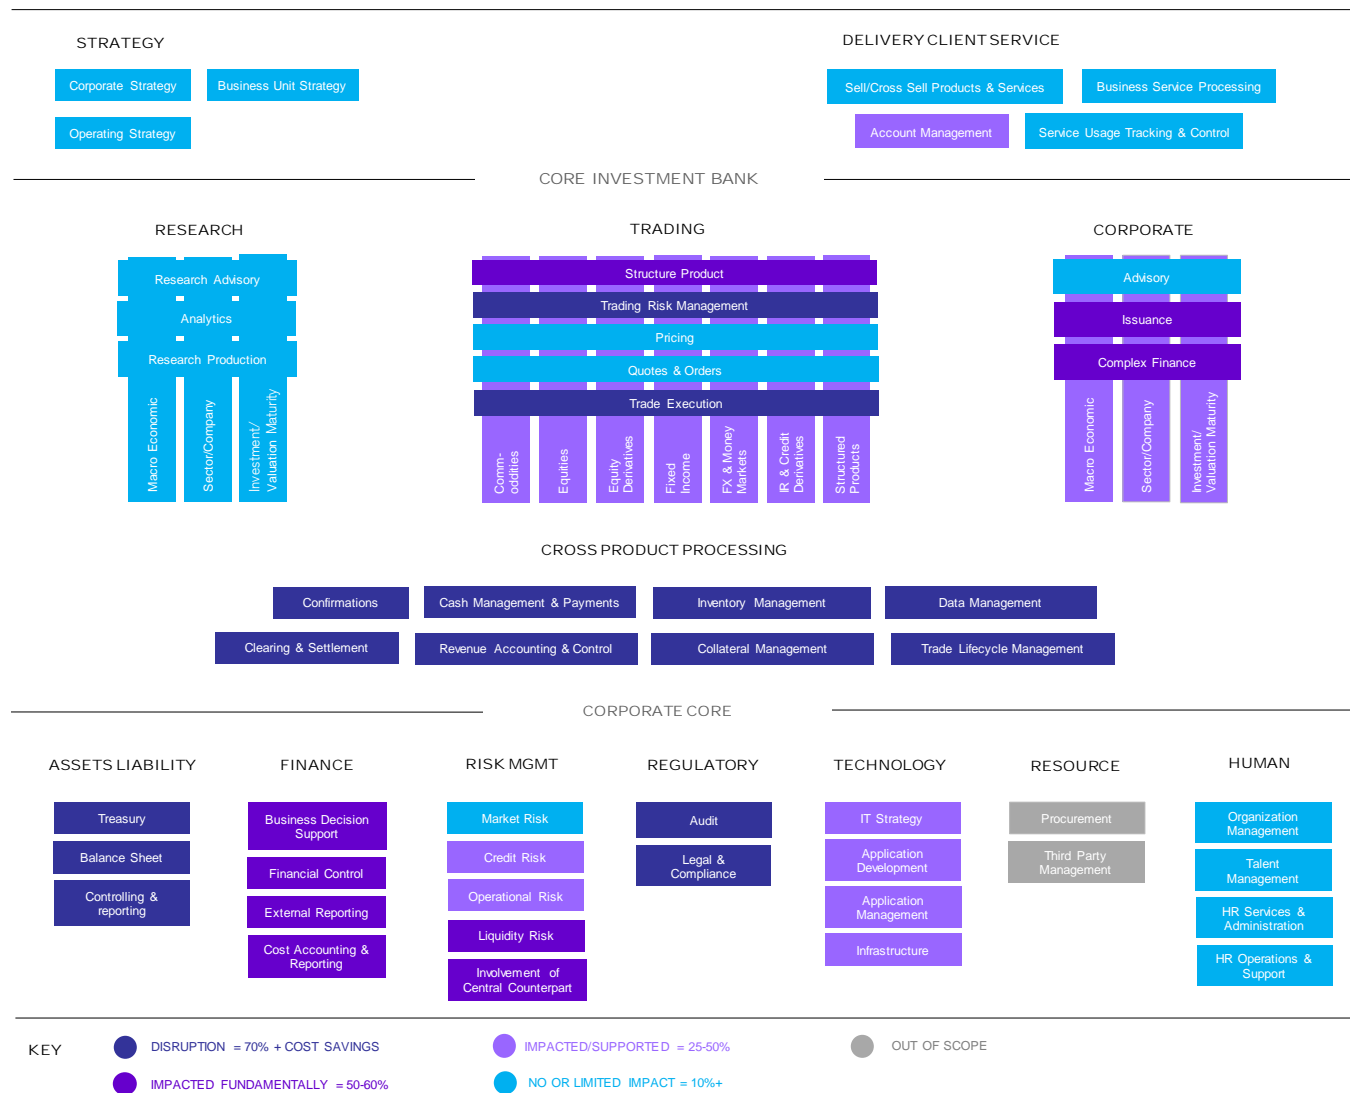 STRATEGY
Corporate Strategy
Business Unit Strategy
Operating Strategy
DELIVERY CLIENT SERVICE
Sell/Cross Sell Products & Services
Business Service Processing
Account Management
Service Usage Tracking & Control
CORE INVESTMENT BANK
RESEARCH
Research Advisory
Analytics
Research Production
Macro Economic
Sector/Company
Investment/
Valuation Maturity
TRADING
Structure Product
Trading Risk Management
Pricing
Quotes & Orders
Trade Execution
Comm-
oddities
Equities
Equity
Derivatives
Fixed
Income
FX & Money
Markets
IR & Credit
Derivatives
Structured
Products
CORPORATE
Advisory
Issuance
Complex Finance
Macro Economic
Sector/Company
Investment/
Valuation Maturity
CROSS PRODUCT PROCESSING
Confirmations
Cash Management & Payments
Inventory Management
Data Management
Clearing & Settlement
Revenue Accounting & Control
Collateral Management
Trade Lifecycle Management
CORPORATE CORE
ASSETS LIABILITY
Treasury
Balance Sheet
Controlling &
reporting
FINANCE
Business Decision
Support
Financial Control
External Reporting
Cost Accounting &
Reporting
RISK MGMT
Market Risk
Credit Risk
Operational Risk
Liquidity Risk
Involvement of
Central Counterpart
REGULATORY
Audit
Legal &
Compliance
TECHNOLOGY
IT Strategy
Application
Development
Application
Management
Infrastructure
RESOURCE
Procurement
Third Party
Management
HUMAN
Organization
Management
Talent
Management
HR Services &
Administration
HR Operations &
Support
KEY
DISRUPTION = 70% + COST SAVINGS
IMPACTED/SUPPORTED = 25-50%
OUT OF SCOPE
IMPACTED FUNDAMENTALLY = 50-60%
NO OR LIMITED IMPACT = 10%+